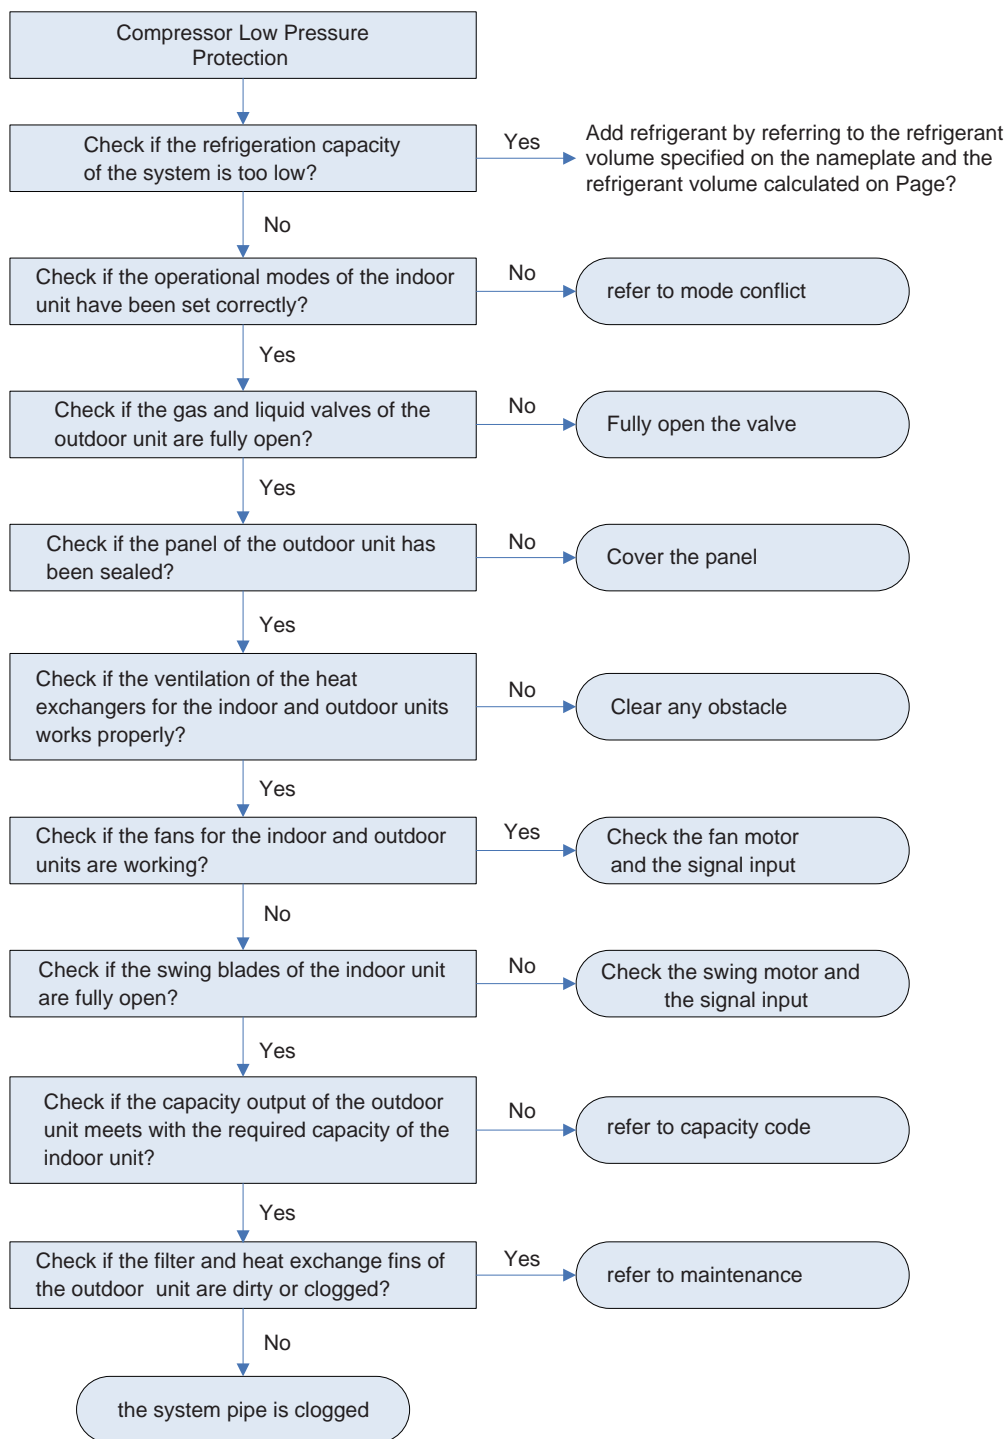 Compressor Low Pressure
Protection
Check if the refrigeration capacity
of the system is too low?
Yes
Add refrigerant by referring to the refrigerant
volume specified on the nameplate and the
refrigerant volume calculated on Page?
No
Check if the operational modes of the indoor
unit have been set correctly?
No
refer to mode conflict
Yes
Check if the gas and liquid valves of the
outdoor unit are fully open?
No
Fully open the valve
Yes
Check if the panel of the outdoor unit has
been sealed?
No
Cover the panel
Yes
Check if the ventilation of the heat
exchangers for the indoor and outdoor units
works properly?
No
Clear any obstacle
Yes
Check if the fans for the indoor and outdoor
units are working?
Yes
Check the fan motor
and the signal input
No
Check if the swing blades of the indoor unit
are fully open?
No
Check the swing motor and
the signal input
Yes
Check if the capacity output of the outdoor
unit meets with the required capacity of the
indoor unit?
No
refer to capacity code
Yes
Check if the filter and heat exchange fins of
the outdoor unit are dirty or clogged?
Yes
refer to maintenance
No
the system pipe is clogged